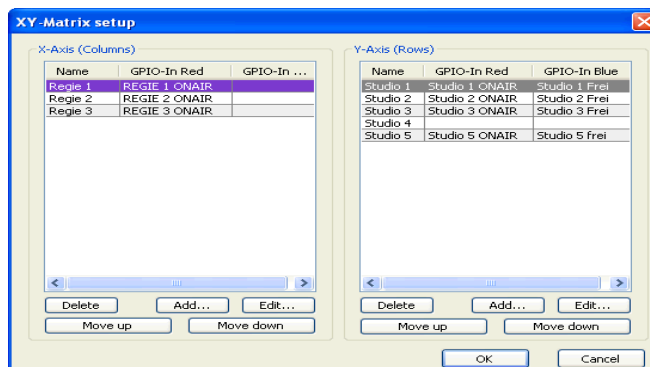 XY-Matrix setup
X-Axis (Columns)
Name GPIO-In Red GPIO-In ...
Regie 1 REGIE 1 ONAIR
Regie 2 REGIE 2 ONAIR
Regie 3 REGIE 3 ONAIR
Delete Add... Edit...
Move up Move down
Y-Axis (Rows)
Name GPIO-In Red GPIO-In Blue
Studio 1 Studio 1 ONAIR Studio 1 Frei
Studio 2 Studio 2 ONAIR Studio 2 Frei
Studio 3 Studio 3 ONAIR Studio 3 Frei
Studio 4
Studio 5 Studio 5 ONAIR Studio 5 frei
Delete Add... Edit...
Move up Move down
OK Cancel